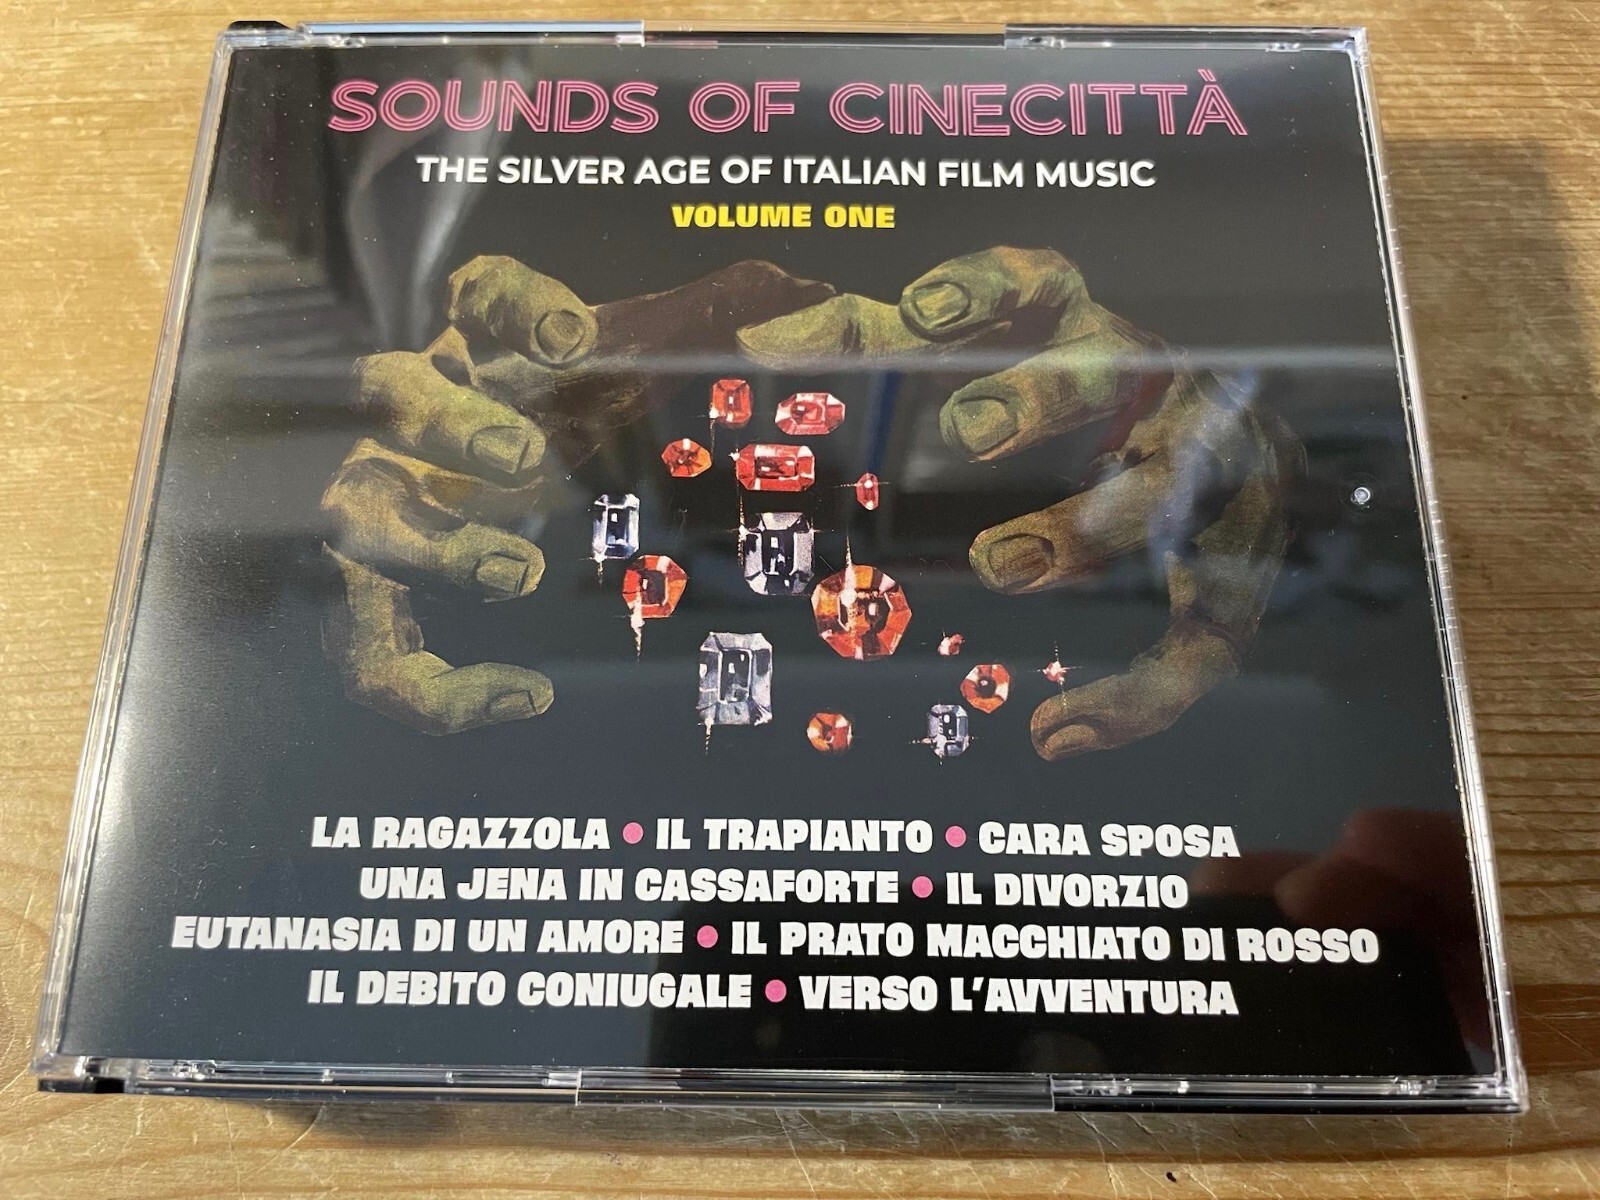 SOUNDS OF CINECITTÀ
THE SILVER AGE OF ITALIAN FILM MUSIC
VOLUME ONE
LA RAGAZZOLA • IL TRAPIANTO • CARA SPOSA
UNA JENA IN CASSAFORTE • IL DIVORZIO
EUTANASIA DI UN AMORE • IL PRATO MACCHIATO DI ROSSO
IL DEBITO CONIUGALE • VERSO L'AVVENTURA